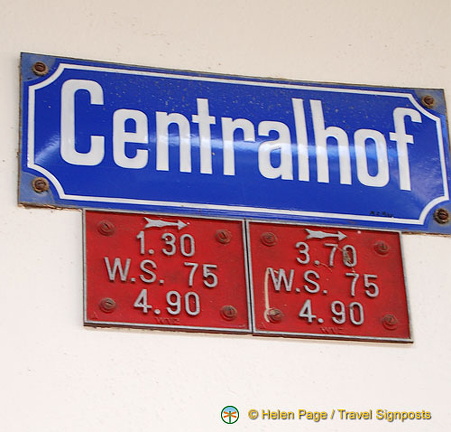 Centralhof
1.30
W.S. 75
4.90
3.70
W.S. 75
4.90
© Helen Page / Travel Signposts